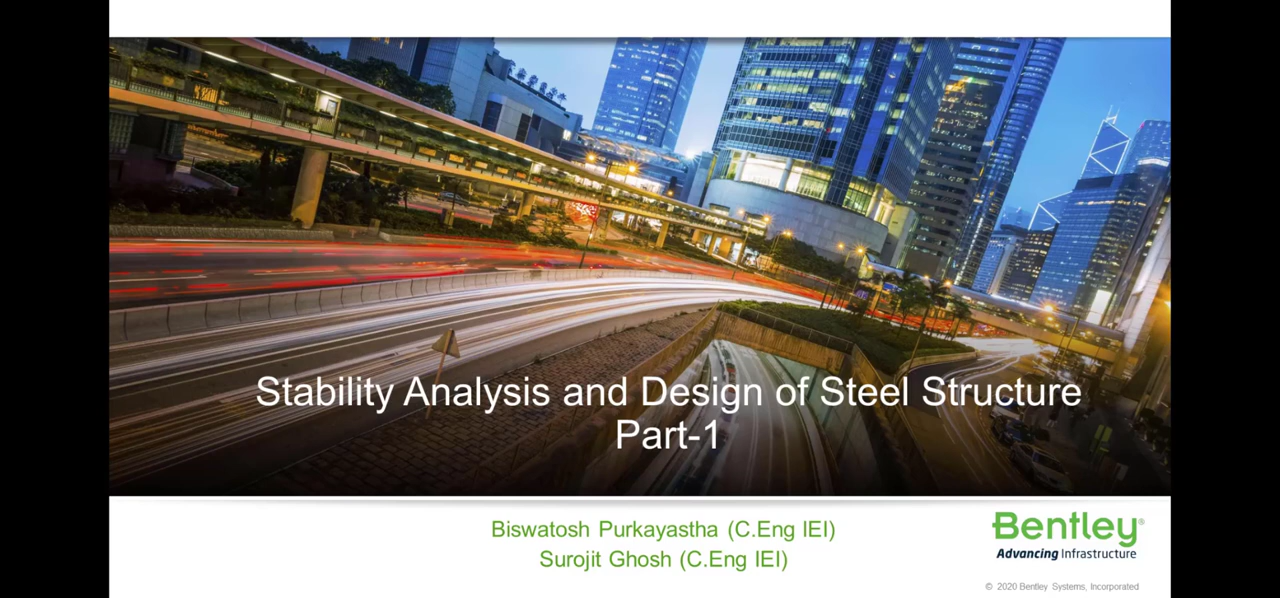 Stability Analysis and Design of Steel Structure
Part-1
Biswatosh Purkayastha (C.Eng IEI)
Surojit Ghosh (C.Eng IEI)
Bentley®
Advancing Infrastructure
© 2020 Bentley Systems, Incorporated